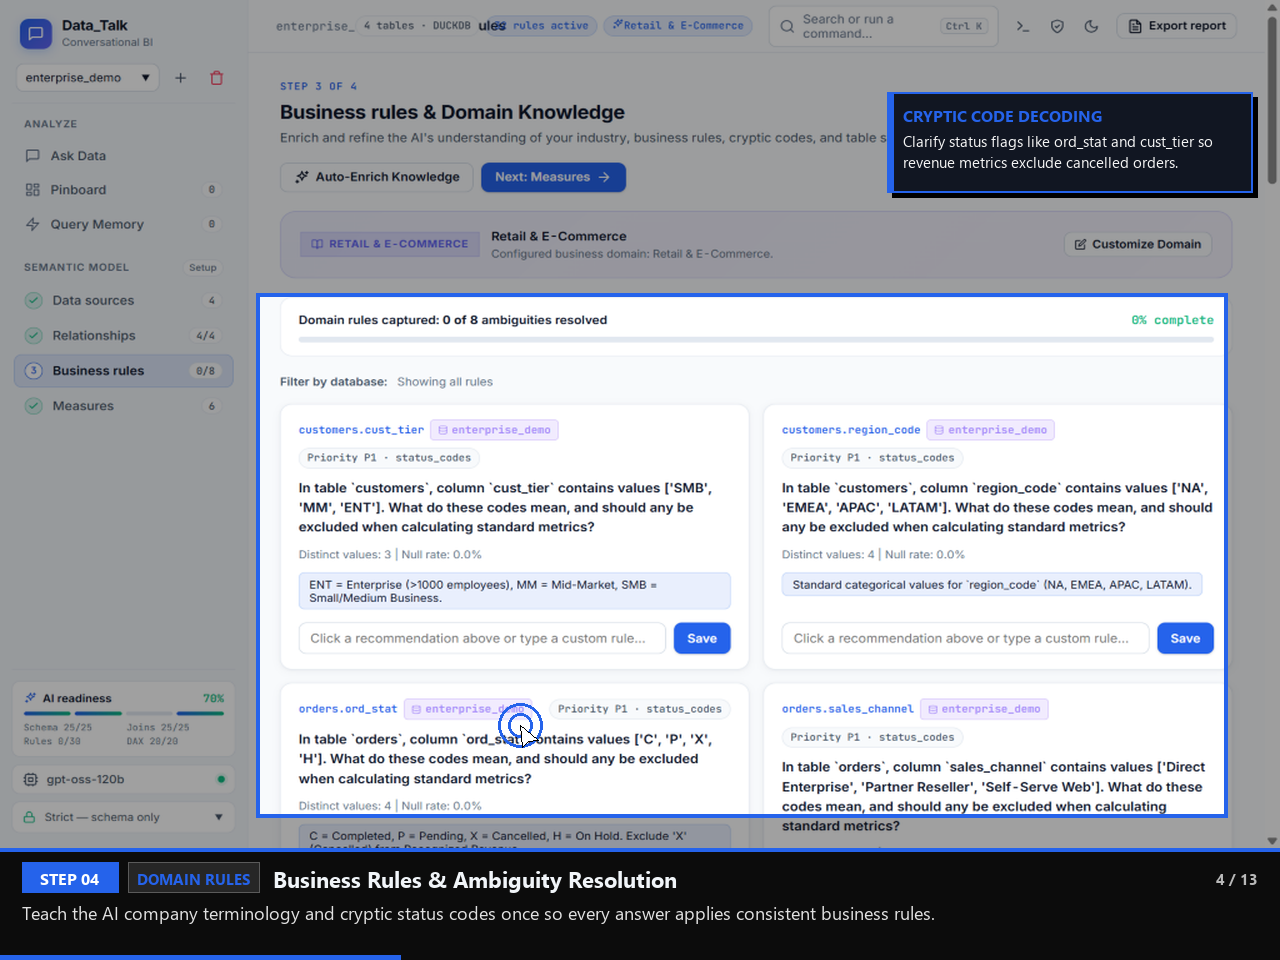 Data_Talk
Conversational BI
enterprise_demo
ANALYZE
Ask Data
Pinboard 0
Query Memory 0
SEMANTIC MODEL Setup
Data sources 4
Relationships 4/4
3 Business rules 0/8
Measures 6
AI readiness 70%
Schema 25/25 Joins 25/25
Rules 0/30 DAX 20/20
gpt-oss-120b
Strict — schema only
enterprise_ 4 tables · DUCKDB rules rules active Retail & E-Commerce
Search or run a command... Ctrl K
Export report
STEP 3 OF 4
Business rules & Domain Knowledge
Enrich and refine the AI's understanding of your industry, business rules, cryptic codes, and table s
Auto-Enrich Knowledge Next: Measures →
CRYPTIC CODE DECODING
Clarify status flags like ord_stat and cust_tier so
revenue metrics exclude cancelled orders.
RETAIL & E-COMMERCE
Retail & E-Commerce
Configured business domain: Retail & E-Commerce.
Customize Domain
Domain rules captured: 0 of 8 ambiguities resolved 0% complete
Filter by database: Showing all rules
customers.cust_tier enterprise_demo
Priority P1 · status_codes
In table `customers`, column `cust_tier` contains values ['SMB',
'MM', 'ENT']. What do these codes mean, and should any be
excluded when calculating standard metrics?
Distinct values: 3 | Null rate: 0.0%
ENT = Enterprise (>1000 employees), MM = Mid-Market, SMB =
Small/Medium Business.
Click a recommendation above or type a custom rule... Save
customers.region_code enterprise_demo
Priority P1 · status_codes
In table `customers`, column `region_code` contains values ['NA',
'EMEA', 'APAC', 'LATAM']. What do these codes mean, and should
any be excluded when calculating standard metrics?
Distinct values: 4 | Null rate: 0.0%
Standard categorical values for `region_code` (NA, EMEA, APAC, LATAM).
Click a recommendation above or type a custom rule... Save
orders.ord_stat enterprise_demo Priority P1 · status_codes
In table `orders`, column `ord_stat` contains values ['C', 'P', 'X',
'H']. What do these codes mean, and should any be excluded
when calculating standard metrics?
Distinct values: 4 | Null rate: 0.0%
C = Completed, P = Pending, X = Cancelled, H = On Hold. Exclude 'X'
orders.sales_channel enterprise_demo
Priority P1 · status_codes
In table `orders`, column `sales_channel` contains values ['Direct
Enterprise', 'Partner Reseller', 'Self-Serve Web']. What do these
codes mean, and should any be excluded when calculating
standard metrics?
STEP 04 DOMAIN RULES Business Rules & Ambiguity Resolution 4 / 13
Teach the AI company terminology and cryptic status codes once so every answer applies consistent business rules.